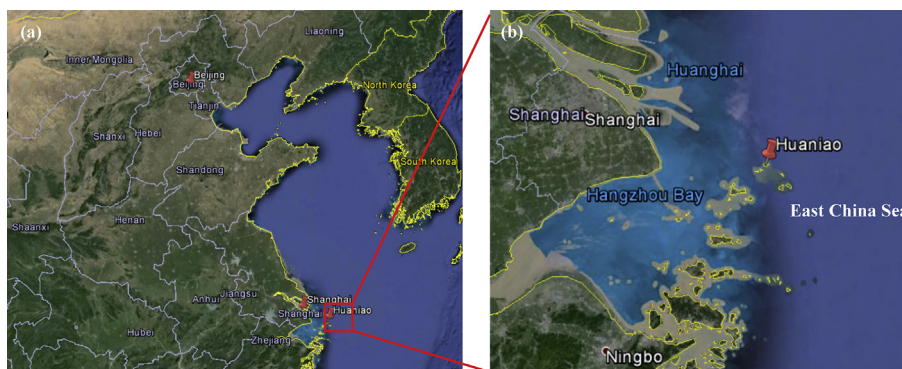 (a)
Liaoning
Inner Mongolia
Beijing
Beijing
Tianjin
North Korea
Shanxi
Hebei
Shandong
South Korea
Shaanxi
Henan
Anhui
Jiangsu
Shanghai
Shanghai
Huaniao
Hubei
Zhejiang
(b)
Huanghai
Shanghai
Shanghai
Huaniao
Hangzhou Bay
East China Sea
Ningbo